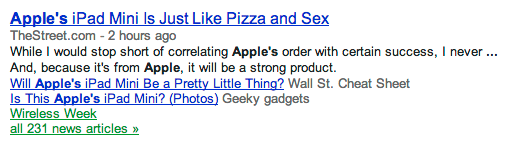 Apple's iPad Mini Is Just Like Pizza and Sex
TheStreet.com - 2 hours ago
While I would stop short of correlating Apple's order with certain success, I never ...
And, because it's from Apple, it will be a strong product.
Will Apple's iPad Mini Be a Pretty Little Thing? Wall St. Cheat Sheet
Is This Apple's iPad Mini? (Photos) Geeky gadgets
Wireless Week
all 231 news articles »